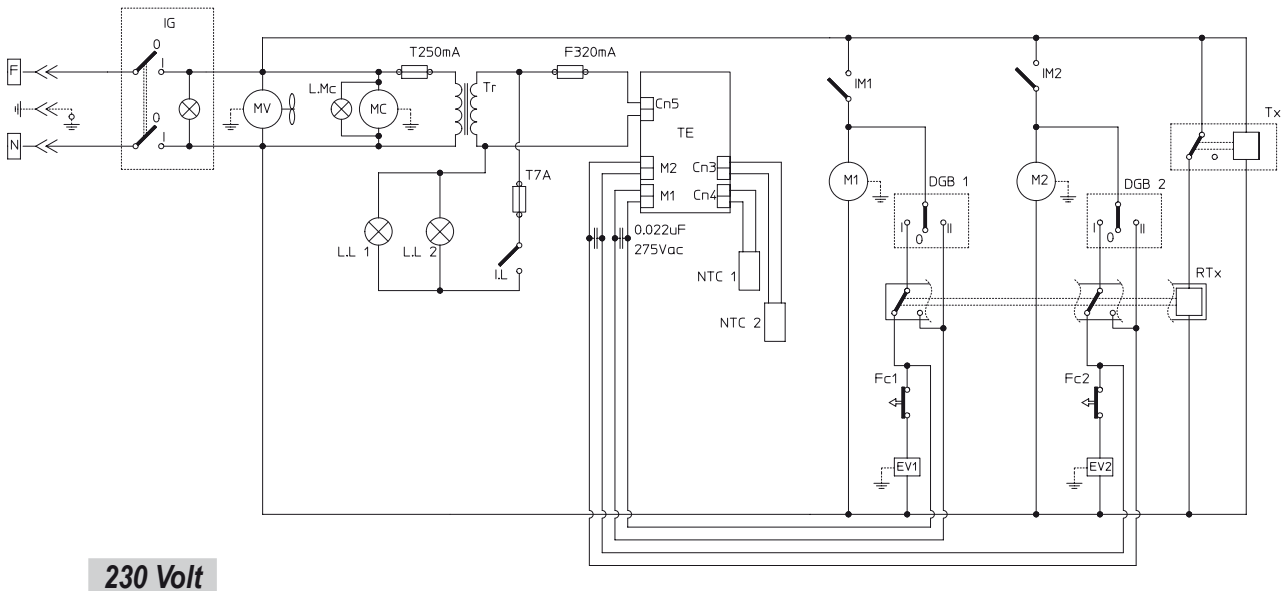 IG
0
I
F
T250mA
F320mA
L.Mc
MV
MC
Tr
Cn5
TE
IM1
IM2
Tx
0
I
N
M2
Cn3
M1
Cn4
T7A
0.022uF
275Vac
L.L 1
L.L 2
I.L
NTC 1
NTC 2
M1
DGB 1
I
0
II
M2
DGB 2
I
0
II
RTx
Fc1
Fc2
EV1
EV2
230 Volt